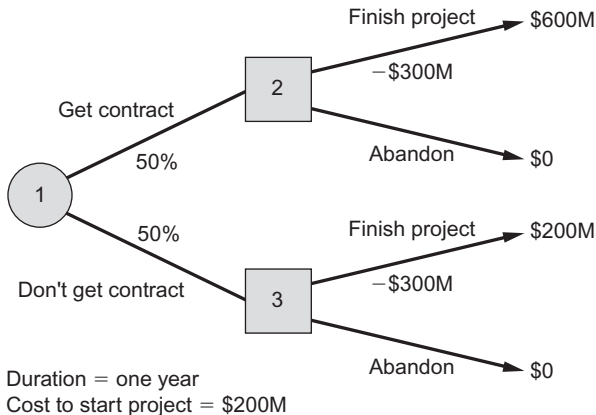 Finish project
$600M
−$300M
2
Get contract
50%
Abandon
$0
1
50%
Finish project
$200M
−$300M
Don't get contract
3
Abandon
$0
Duration = one year
Cost to start project = $200M